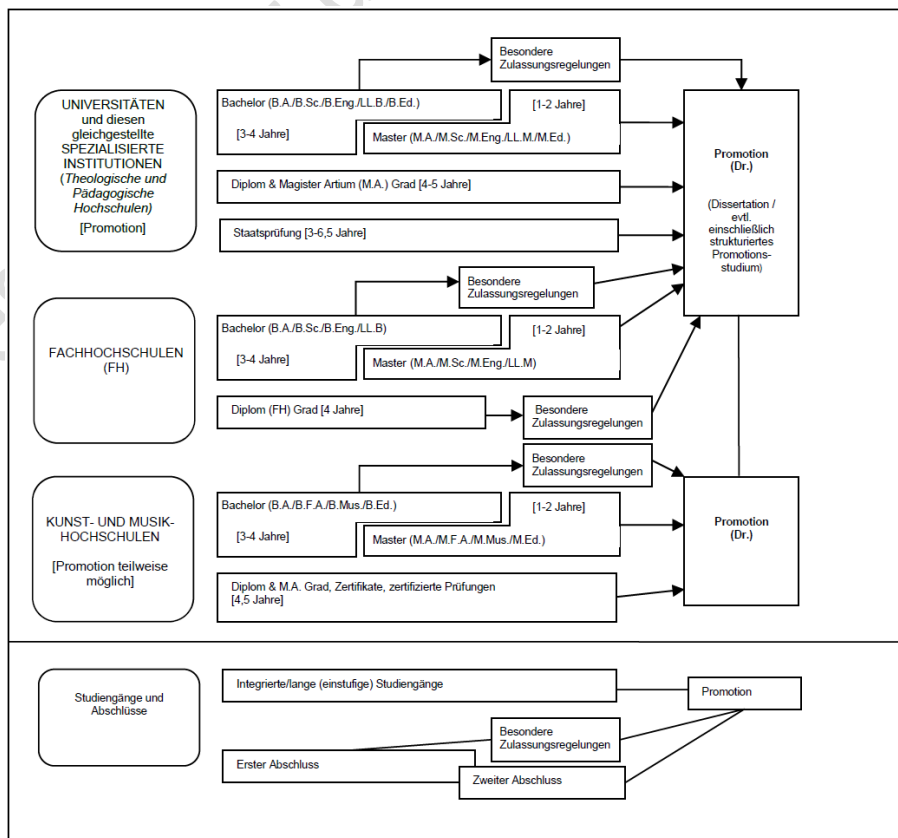 Besondere
Zulassungsregelungen
UNIVERSITÄTEN
und diesen
gleichgestellte
SPEZIALISIERTE
INSTITUTIONEN
(Theologische und
Pädagogische
Hochschulen)
[Promotion]
Bachelor (B.A./B.Sc./B.Eng./LL.B./B.Ed.)
[3-4 Jahre]
[1-2 Jahre]
Master (M.A./M.Sc./M.Eng./LL.M./M.Ed.)
Diplom & Magister Artium (M.A.) Grad [4-5 Jahre]
Staatsprüfung [3-6,5 Jahre]
Promotion
(Dr.)
(Dissertation /
evtl.
einschließlich
strukturiertes
Promotions-
studium)
Besondere
Zulassungsregelungen
FACHHOCHSCHULEN
(FH)
Bachelor (B.A./B.Sc./B.Eng./LL.B)
[3-4 Jahre]
[1-2 Jahre]
Master (M.A./M.Sc./M.Eng./LL.M)
Diplom (FH) Grad [4 Jahre]
Besondere
Zulassungsregelungen
Besondere
Zulassungsregelungen
KUNST- UND MUSIK-
HOCHSCHULEN
[Promotion teilweise
möglich]
Bachelor (B.A./B.F.A./B.Mus./B.Ed.)
[3-4 Jahre]
[1-2 Jahre]
Master (M.A./M.F.A./M.Mus./M.Ed.)
Diplom & M.A. Grad, Zertifikate, zertifizierte Prüfungen
[4,5 Jahre]
Promotion
(Dr.)
Studiengänge und
Abschlüsse
Integrierte/lange (einstufige) Studiengänge
Promotion
Besondere
Zulassungsregelungen
Erster Abschluss
Zweiter Abschluss